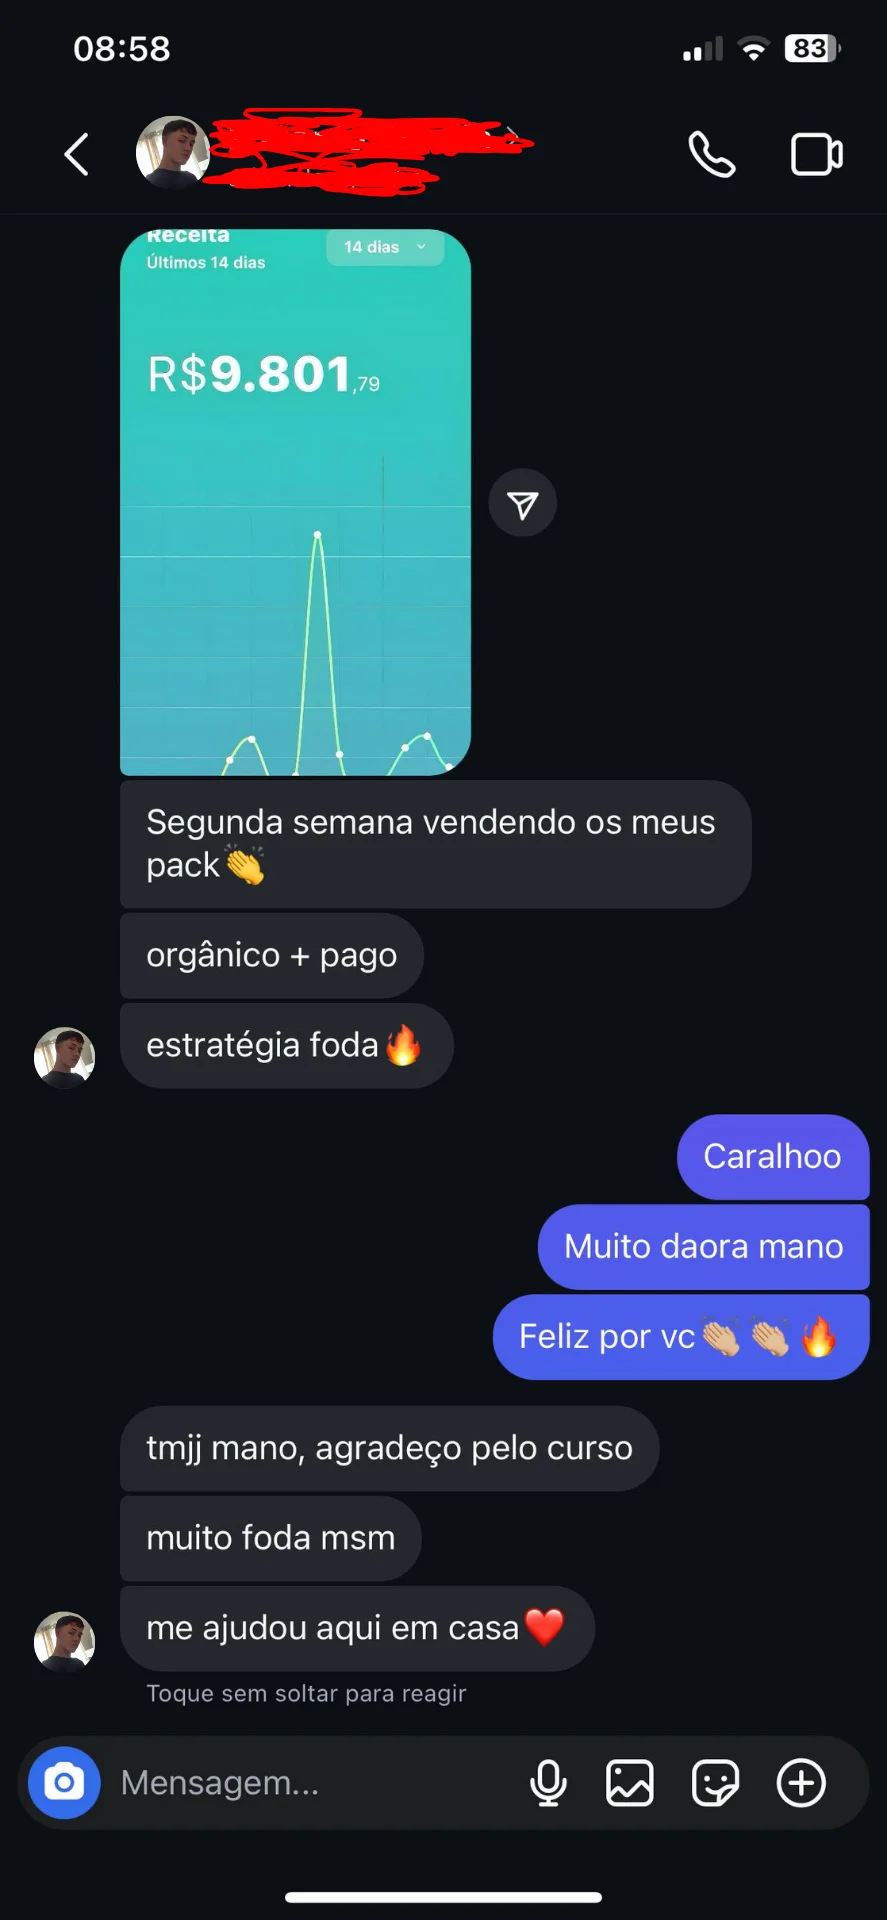 08:58
83
Receita
Últimos 14 dias
14 dias
R$9.801,79
Segunda semana vendendo os meus
pack👏
orgânico + pago
estratégia foda🔥
Caralhoo
Muito daora mano
Feliz por vc👏🏼👏🏼🔥
tmjj mano, agradeço pelo curso
muito foda msm
me ajudou aqui em casa❤️
Toque sem soltar para reagir
Mensagem...